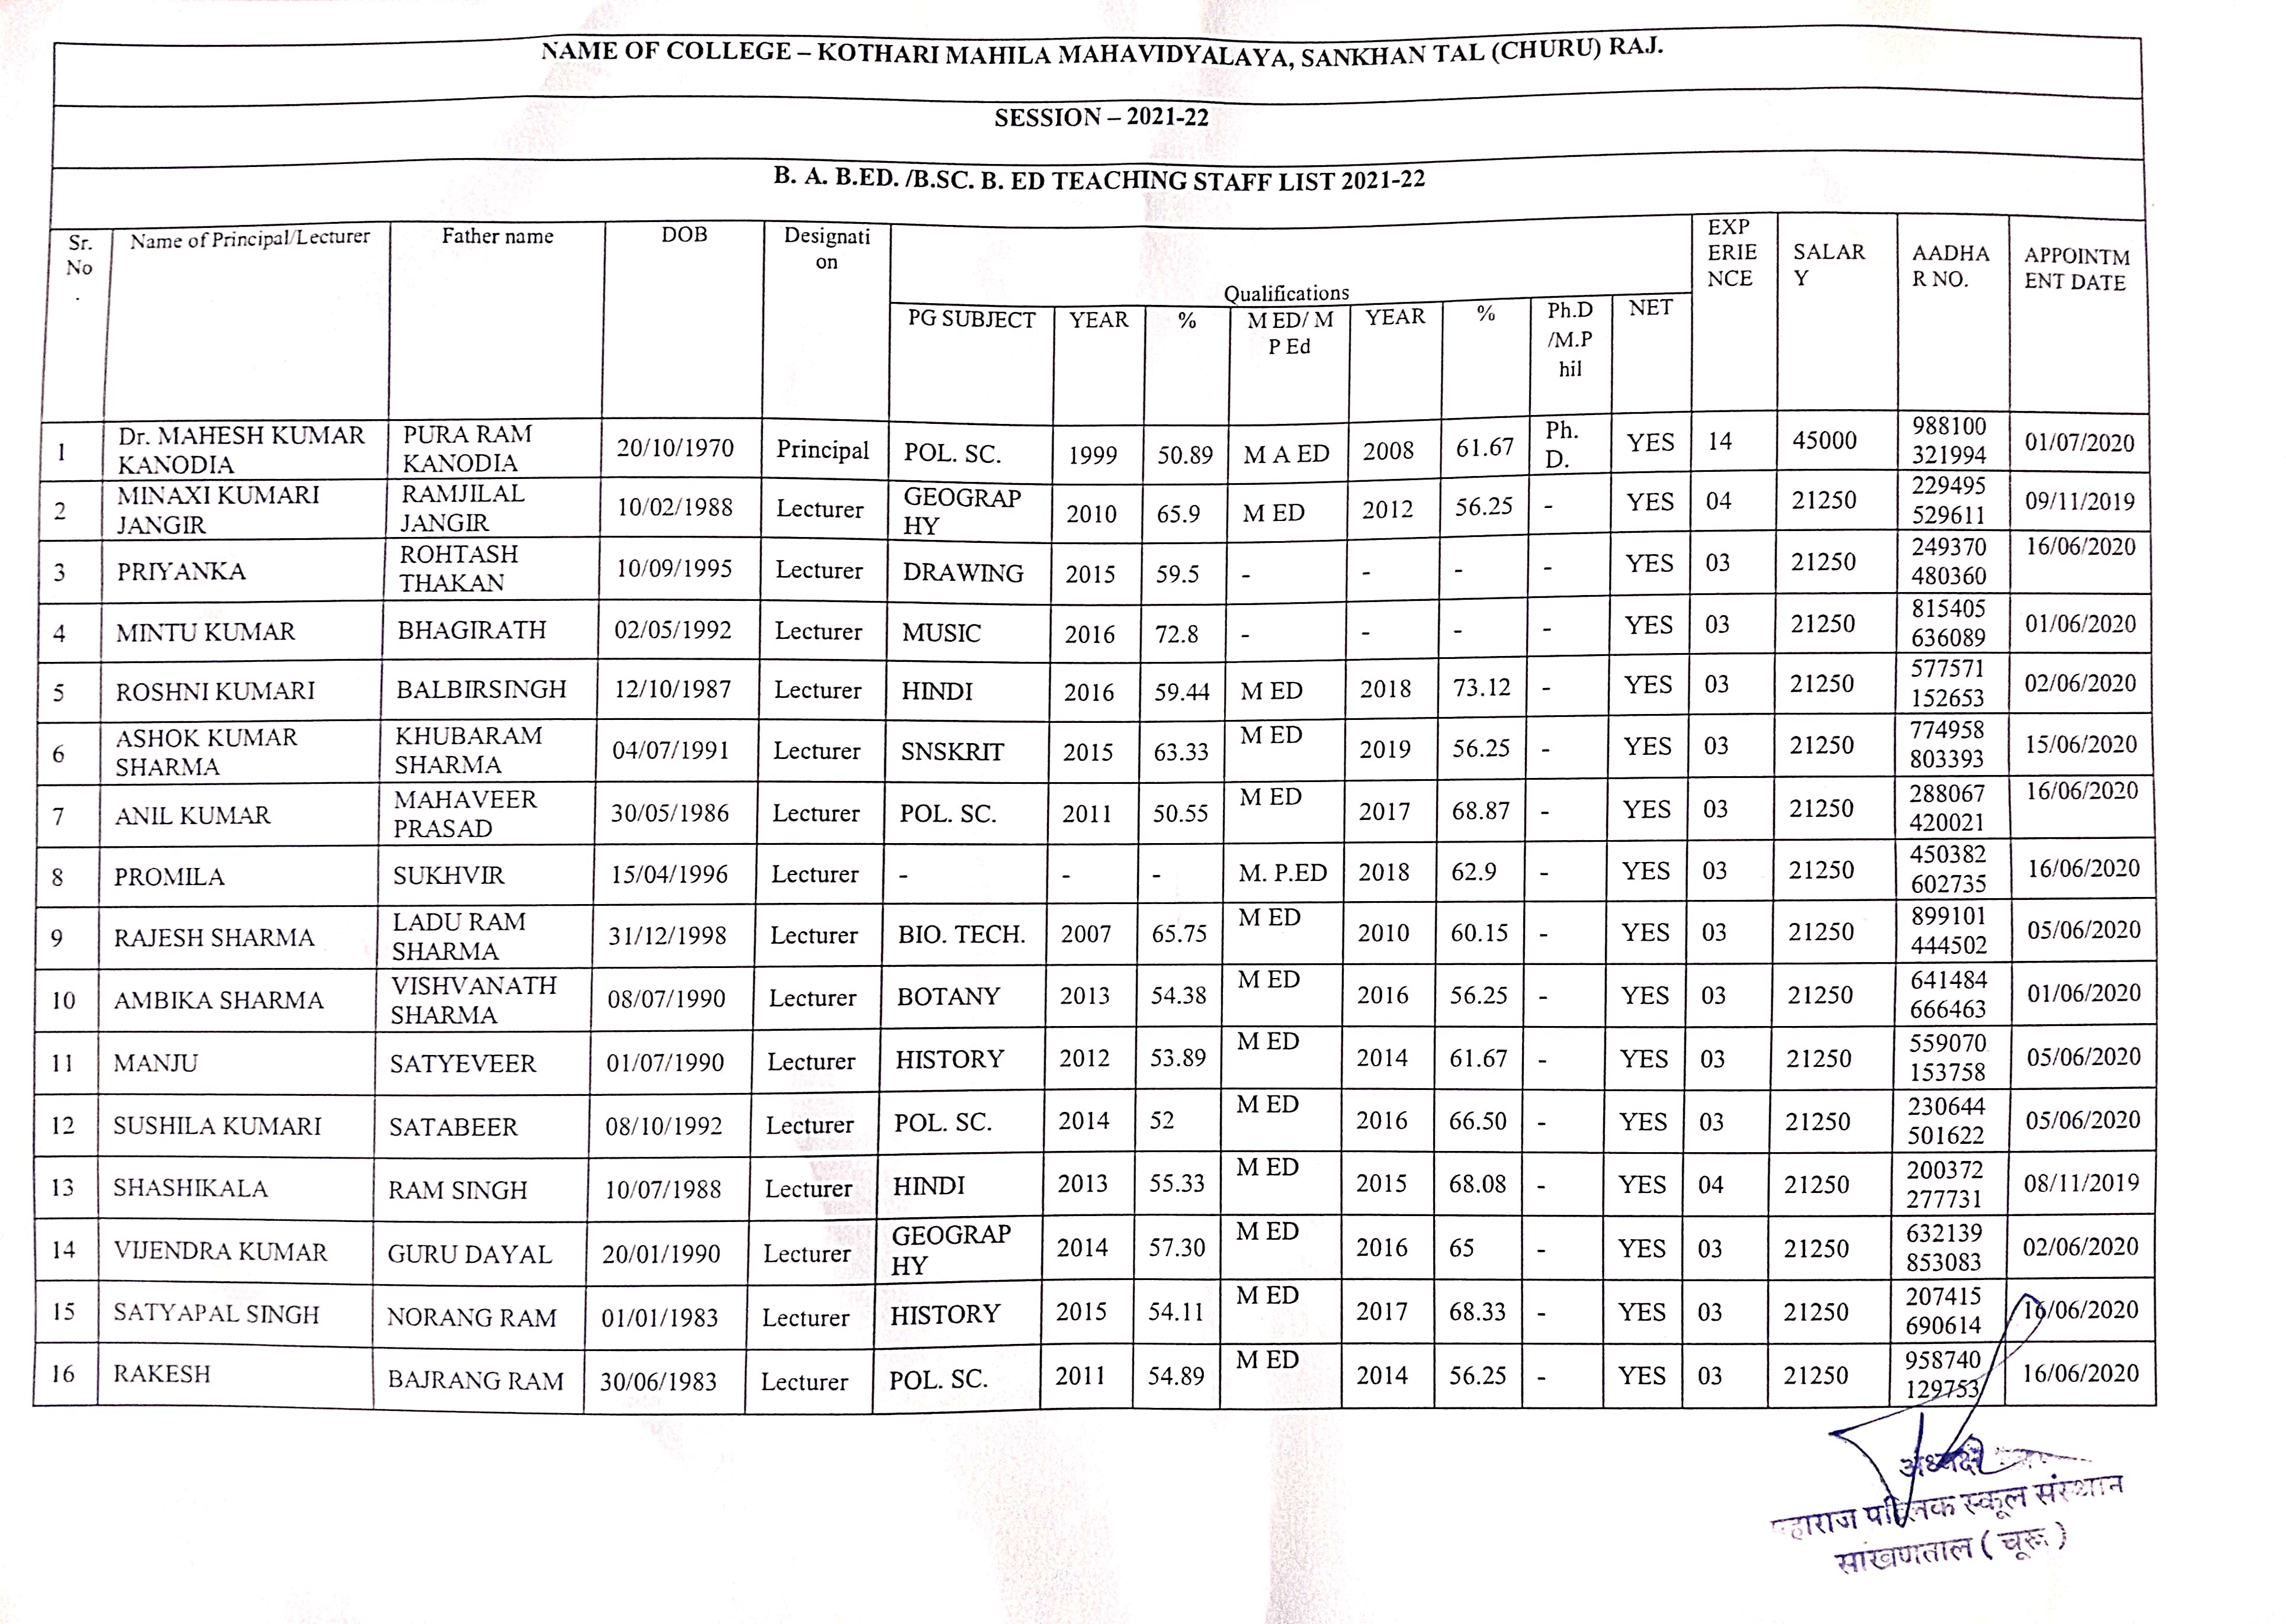 NAME OF COLLEGE – KOTHARI MAHILA MAHAVIDYALAYA, SANKHAN TAL (CHURU) RAJ.
SESSION – 2021-22
B. A. B.ED. /B.SC. B. ED TEACHING STAFF LIST 2021-22
Sr. No . Name of Principal/Lecturer Father name DOB Designati on Qualifications EXP ERIE NCE SALAR Y AADHA R NO. APPOINTM ENT DATE
PG SUBJECT YEAR % M ED/ M P Ed YEAR % Ph.D /M.P hil NET
1 Dr. MAHESH KUMAR KANODIA PURA RAM KANODIA 20/10/1970 Principal POL. SC. 1999 50.89 M A ED 2008 61.67 Ph. D. YES 14 45000 988100 321994 01/07/2020
2 MINAXI KUMARI JANGIR RAMJILAL JANGIR 10/02/1988 Lecturer GEOGRAP HY 2010 65.9 M ED 2012 56.25 - YES 04 21250 229495 529611 09/11/2019
3 PRIYANKA ROHTASH THAKAN 10/09/1995 Lecturer DRAWING 2015 59.5 - - - - YES 03 21250 249370 480360 16/06/2020
4 MINTU KUMAR BHAGIRATH 02/05/1992 Lecturer MUSIC 2016 72.8 - - - - YES 03 21250 815405 636089 01/06/2020
5 ROSHNI KUMARI BALBIRSINGH 12/10/1987 Lecturer HINDI 2016 59.44 M ED 2018 73.12 - YES 03 21250 577571 152653 02/06/2020
6 ASHOK KUMAR SHARMA KHUBARAM SHARMA 04/07/1991 Lecturer SNSKRIT 2015 63.33 M ED 2019 56.25 - YES 03 21250 774958 803393 15/06/2020
7 ANIL KUMAR MAHAVEER PRASAD 30/05/1986 Lecturer POL. SC. 2011 50.55 M ED 2017 68.87 - YES 03 21250 288067 420021 16/06/2020
8 PROMILA SUKHVIR 15/04/1996 Lecturer - - - M. P.ED 2018 62.9 - YES 03 21250 450382 602735 16/06/2020
9 RAJESH SHARMA LADU RAM SHARMA 31/12/1998 Lecturer BIO. TECH. 2007 65.75 M ED 2010 60.15 - YES 03 21250 899101 444502 05/06/2020
10 AMBIKA SHARMA VISHVANATH SHARMA 08/07/1990 Lecturer BOTANY 2013 54.38 M ED 2016 56.25 - YES 03 21250 641484 666463 01/06/2020
11 MANJU SATYEVEER 01/07/1990 Lecturer HISTORY 2012 53.89 M ED 2014 61.67 - YES 03 21250 559070 153758 05/06/2020
12 SUSHILA KUMARI SATABEER 08/10/1992 Lecturer POL. SC. 2014 52 M ED 2016 66.50 - YES 03 21250 230644 501622 05/06/2020
13 SHASHIKALA RAM SINGH 10/07/1988 Lecturer HINDI 2013 55.33 M ED 2015 68.08 - YES 04 21250 200372 277731 08/11/2019
14 VIJENDRA KUMAR GURU DAYAL 20/01/1990 Lecturer GEOGRAP HY 2014 57.30 M ED 2016 65 - YES 03 21250 632139 853083 02/06/2020
15 SATYAPAL SINGH NORANG RAM 01/01/1983 Lecturer HISTORY 2015 54.11 M ED 2017 68.33 - YES 03 21250 207415 690614 16/06/2020
16 RAKESH BAJRANG RAM 30/06/1983 Lecturer POL. SC. 2011 54.89 M ED 2014 56.25 - YES 03 21250 958740 129753 16/06/2020
अध्यक्ष
महाराज पब्लिक स्कूल संस्थान
सांखणताल ( चूरू )